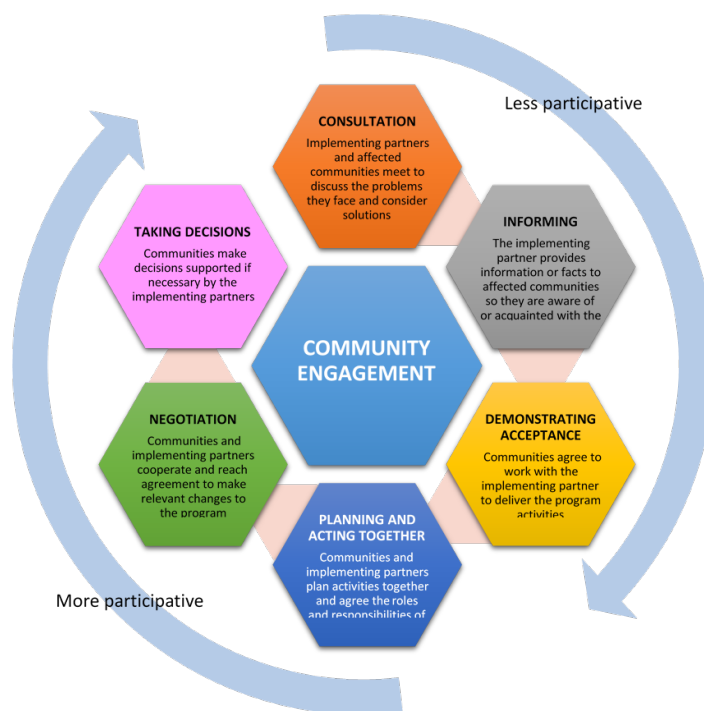 Less participative
CONSULTATION
Implementing partners
and affected
communities meet to
discuss the problems
they face and consider
solutions
INFORMING
The implementing
partner provides
information or facts to
affected communities
so they are aware of
or acquainted with the
DEMONSTRATING
ACCEPTANCE
Communities agree to
work with the
implementing partner
to deliver the program
activities
PLANNING AND
ACTING TOGETHER
Communities and
implementing partners
plan activities together
and agree the roles
and responsibilities of
NEGOTIATION
Communities and
implementing partners
cooperate and reach
agreement to make
relevant changes to
the program
TAKING DECISIONS
Communities make
decisions supported if
necessary by the
implementing partners
COMMUNITY
ENGAGEMENT
More participative